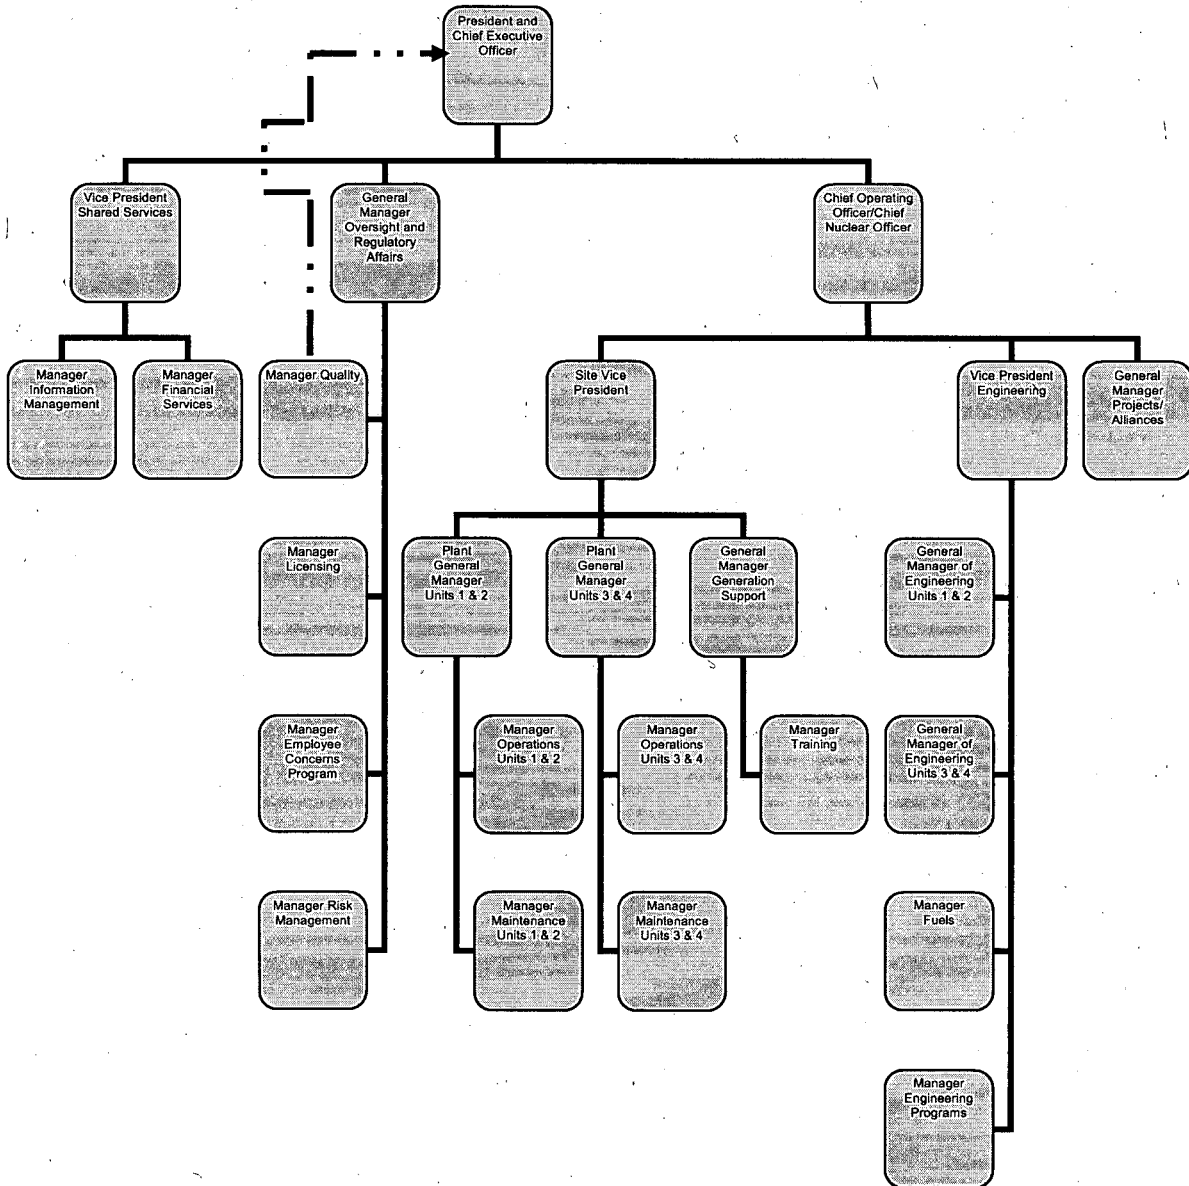 President and
Chief Executive
Officer
Vice President
Shared Services
General
Manager
Oversight and
Regulatory
Affairs
Chief Operating
Officer/Chief
Nuclear Officer
Manager
Information
Management
Manager
Financial
Services
Manager Quality
Site Vice
President
Vice President
Engineering
General
Manager
Projects/
Alliances
Manager
Licensing
Plant
General
Manager
Units 1 & 2
Plant
General
Manager
Units 3 & 4
General
Manager
Generation
Support
General
Manager of
Engineering
Units 1 & 2
Manager
Employee
Concerns
Program
Manager
Operations
Units 1 & 2
Manager
Operations
Units 3 & 4
Manager
Training
General
Manager of
Engineering
Units 3 & 4
Manager Risk
Management
Manager
Maintenance
Units 1 & 2
Manager
Maintenance
Units 3 & 4
Manager
Fuels
Manager
Engineering
Programs